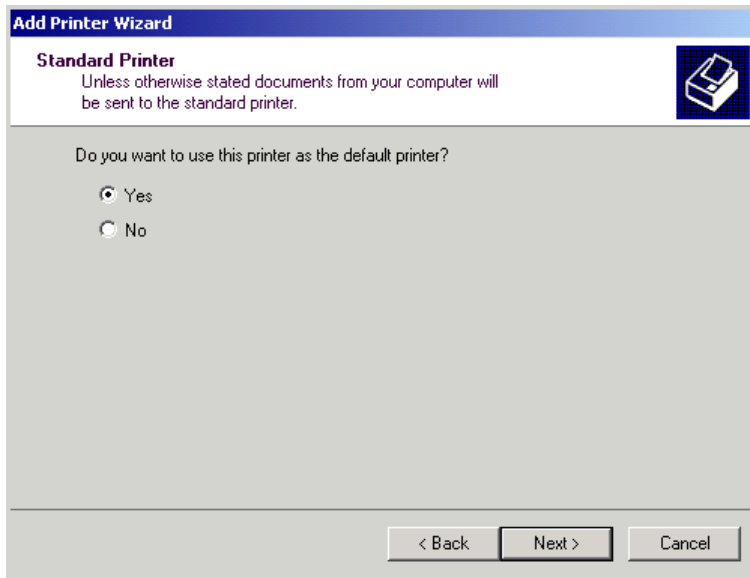 Add Printer Wizard
Standard Printer
Unless otherwise stated documents from your computer will
be sent to the standard printer.
Do you want to use this printer as the default printer?
Yes
No
< Back
Next >
Cancel